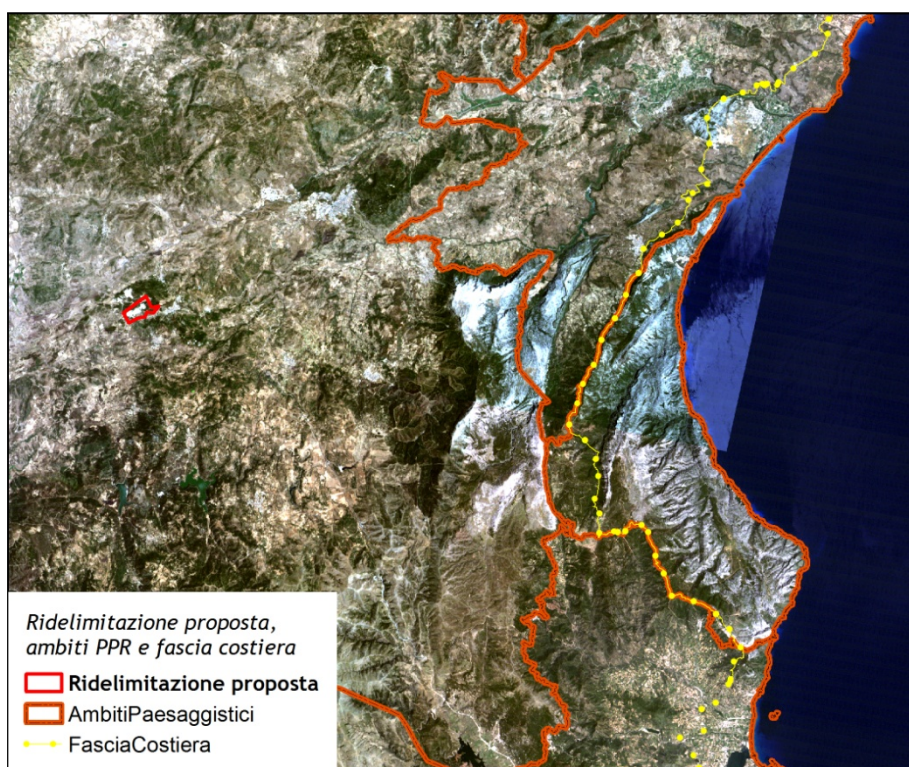 Ridelimitazione proposta,
ambiti PPR e fascia costiera
Ridelimitazione proposta
AmbitiPaesaggistici
FasciaCostiera